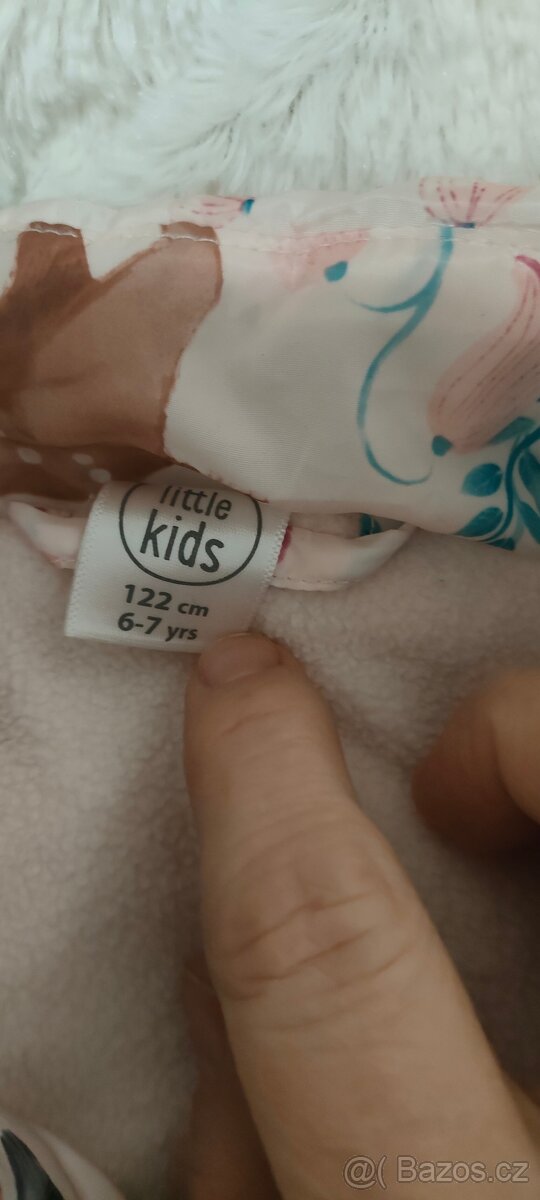 little
kids
122 cm
6-7 yrs
@( Bazos.cz